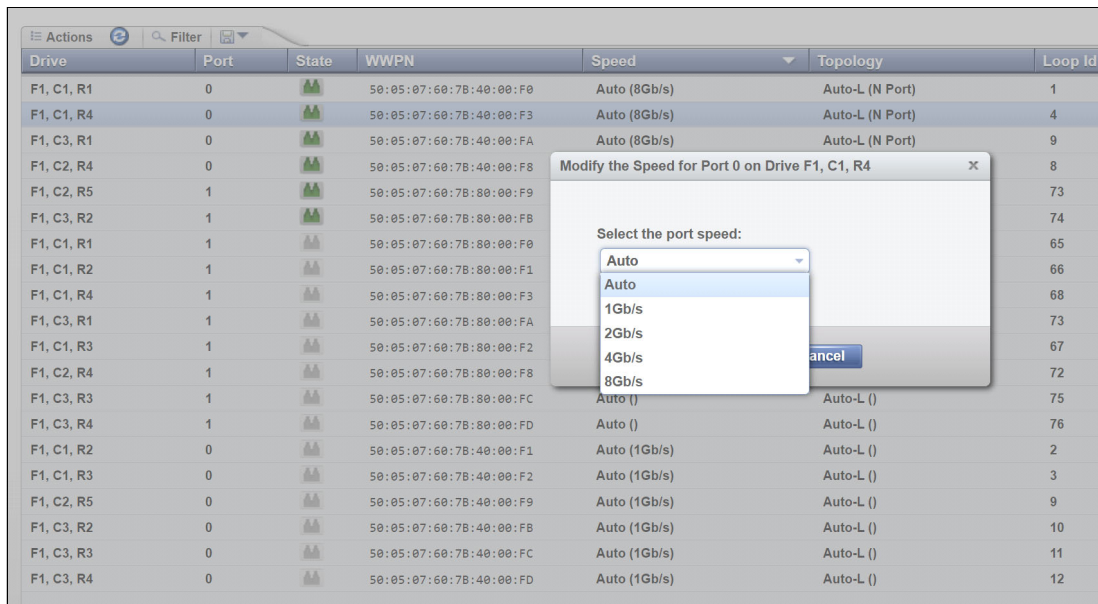 Actions Filter
Drive Port State WWPN Speed Topology Loop Id
F1, C1, R1 0 50:05:07:60:7B:40:00:F0 Auto (8Gb/s) Auto-L (N Port) 1
F1, C1, R4 0 50:05:07:60:7B:40:00:F3 Auto (8Gb/s) Auto-L (N Port) 4
F1, C3, R1 0 50:05:07:60:7B:40:00:FA Auto (8Gb/s) Auto-L (N Port) 9
F1, C2, R4 0 50:05:07:60:7B:40:00:F8 8
F1, C2, R5 1 50:05:07:60:7B:80:00:F9 73
F1, C3, R2 1 50:05:07:60:7B:80:00:FB 74
F1, C1, R1 1 50:05:07:60:7B:80:00:F0 65
F1, C1, R2 1 50:05:07:60:7B:80:00:F1 66
F1, C1, R4 1 50:05:07:60:7B:80:00:F3 68
F1, C3, R1 1 50:05:07:60:7B:80:00:FA 73
F1, C1, R3 1 50:05:07:60:7B:80:00:F2 67
F1, C2, R4 1 50:05:07:60:7B:80:00:F8 72
F1, C3, R3 1 50:05:07:60:7B:80:00:FC Auto () Auto-L () 75
F1, C3, R4 1 50:05:07:60:7B:80:00:FD Auto () Auto-L () 76
F1, C1, R2 0 50:05:07:60:7B:40:00:F1 Auto (1Gb/s) Auto-L () 2
F1, C1, R3 0 50:05:07:60:7B:40:00:F2 Auto (1Gb/s) Auto-L () 3
F1, C2, R5 0 50:05:07:60:7B:40:00:F9 Auto (1Gb/s) Auto-L () 9
F1, C3, R2 0 50:05:07:60:7B:40:00:FB Auto (1Gb/s) Auto-L () 10
F1, C3, R3 0 50:05:07:60:7B:40:00:FC Auto (1Gb/s) Auto-L () 11
F1, C3, R4 0 50:05:07:60:7B:40:00:FD Auto (1Gb/s) Auto-L () 12
Modify the Speed for Port 0 on Drive F1, C1, R4 x
Select the port speed:
Auto
Auto
1Gb/s
2Gb/s
4Gb/s
8Gb/s
ancel